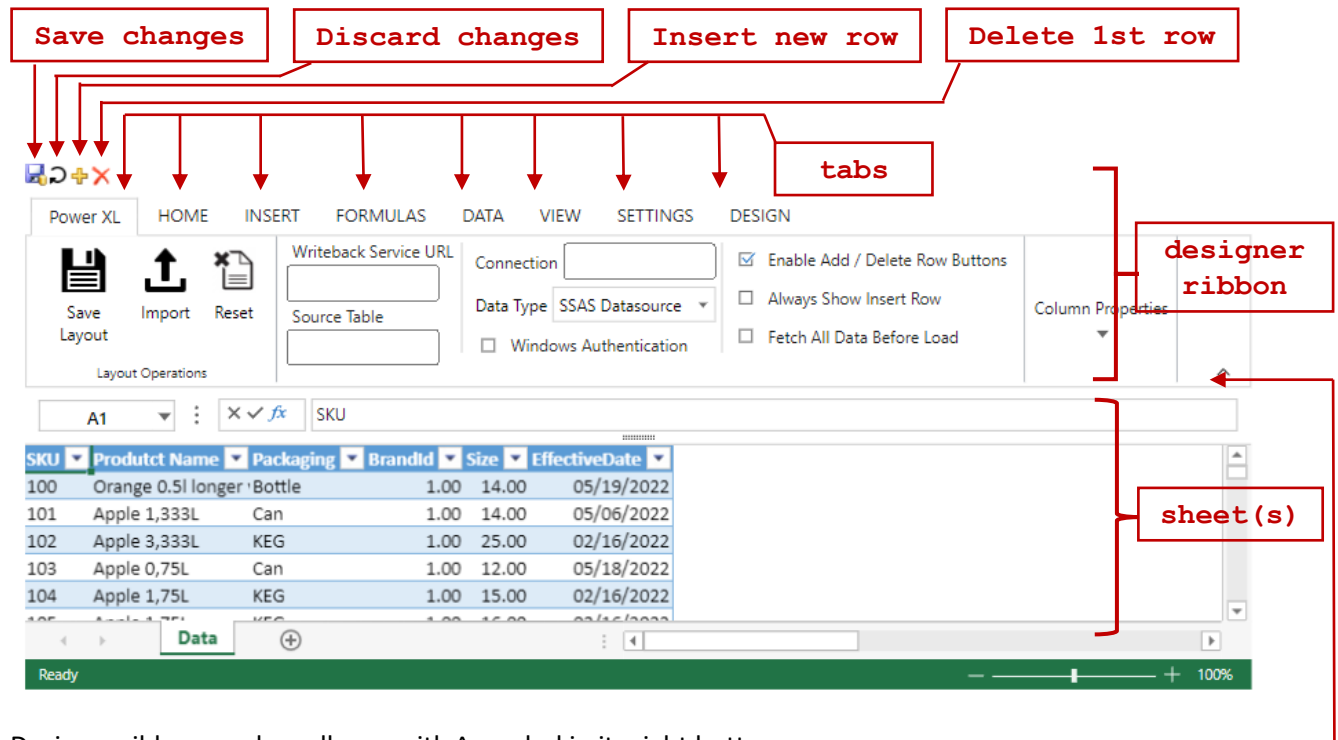 Save changes
Discard changes
Insert new row
Delete 1st row
tabs
Power XL HOME INSERT FORMULAS DATA VIEW SETTINGS DESIGN
designer
ribbon
Save
Layout
Import
Reset
Layout Operations
Writeback Service URL
Source Table
Connection
Data Type SSAS Datasource
Windows Authentication
Enable Add / Delete Row Buttons
Always Show Insert Row
Fetch All Data Before Load
Column Properties
A1 fx SKU
SKU Produtct Name Packaging BrandId Size EffectiveDate
100 Orange 0.5l longer Bottle 1.00 14.00 05/19/2022
101 Apple 1,333L Can 1.00 14.00 05/06/2022
102 Apple 3,333L KEG 1.00 25.00 02/16/2022
103 Apple 0,75L Can 1.00 12.00 05/18/2022
104 Apple 1,75L KEG 1.00 15.00 02/16/2022
sheet(s)
Data
Ready 100%